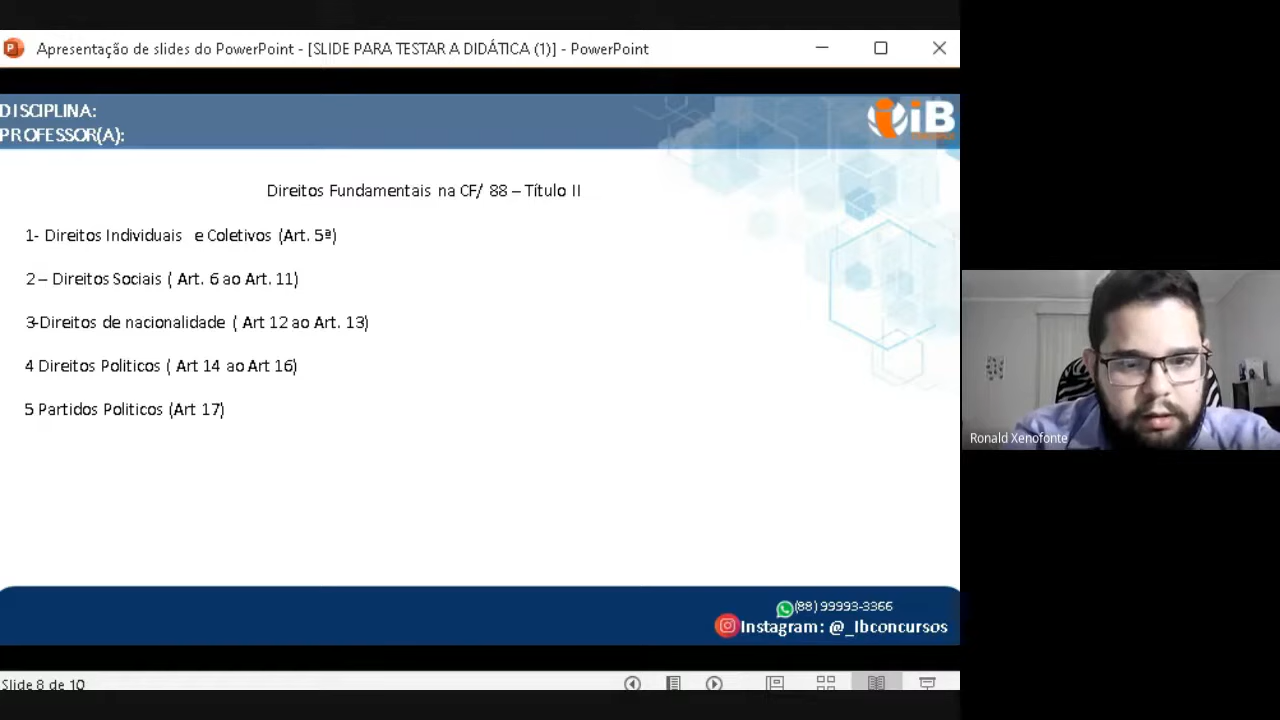 Apresentação de slides do PowerPoint - [SLIDE PARA TESTAR A DIDÁTICA (1)] - PowerPoint
DISCIPLINA:
PROFESSOR(A):
iB
Direitos Fundamentais na CF/ 88 – Título II
1- Direitos Individuais e Coletivos (Art. 5ª)
2 – Direitos Sociais ( Art. 6 ao Art. 11)
3-Direitos de nacionalidade ( Art 12 ao Art. 13)
4 Direitos Politicos ( Art 14 ao Art 16)
5 Partidos Politicos (Art 17)
Ronald Xenofonte
(88) 99993-3366
Instagram: @_Ibconcursos
Slide 8 de 10